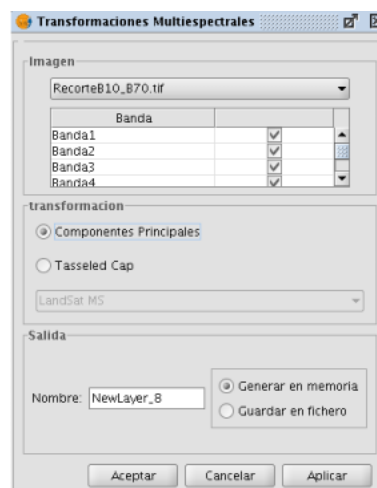 Transformaciones Multiespectrales
Imagen
RecorteB10_B70.tif
Banda
Banda1
Banda2
Banda3
Banda4
transformacion
Componentes Principales
Tasseled Cap
LandSat MS
Salida
Nombre: NewLayer_8
Generar en memoria
Guardar en fichero
Aceptar Cancelar Aplicar